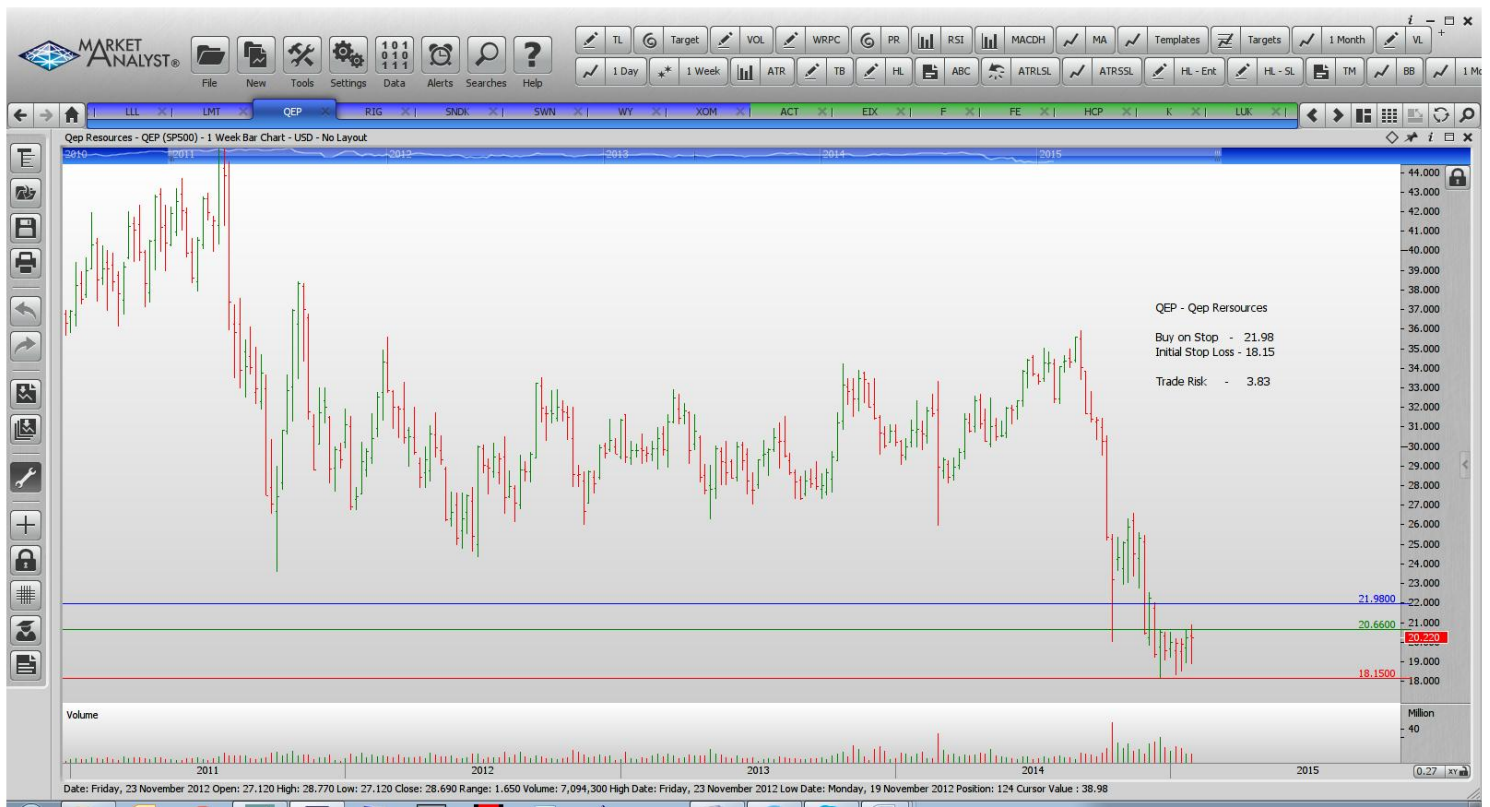 i
MARKET
ANALYST®
File New Tools Settings Data Alerts Searches Help
101
010
111
TL Target VOL WRPC PR RSI MACDH MA Templates Targets 1 Month VL
1 Day 1 Week ATR TB HL ABC ATRLSL ATRSSL HL - Ent HL - SL TM BB
LLL LMT QEP RIG SNDK SWN WY XOM ACT EIX F FE HCP K LUK
Qep Resources - QEP (SP500) - 1 Week Bar Chart - USD - No Layout
2010 2011 2012 2013 2014 2015
44.000
43.000
42.000
41.000
40.000
39.000
38.000
QEP - Qep Rersources
37.000
36.000
Buy on Stop - 21.98
35.000
Initial Stop Loss - 18.15
34.000
Trade Risk - 3.83
33.000
32.000
31.000
30.000
29.000
28.000
27.000
26.000
25.000
24.000
23.000
21.9800
22.000
20.6600
21.000
20.220
19.000
18.1500
18.000
Volume
Million
40
2011 2012 2013 2014 2015
0.27 XY
Date: Friday, 23 November 2012 Open: 27.120 High: 28.770 Low: 27.120 Close: 28.690 Range: 1.650 Volume: 7,094,300 High Date: Friday, 23 November 2012 Low Date: Monday, 19 November 2012 Position: 124 Cursor Value : 38.98